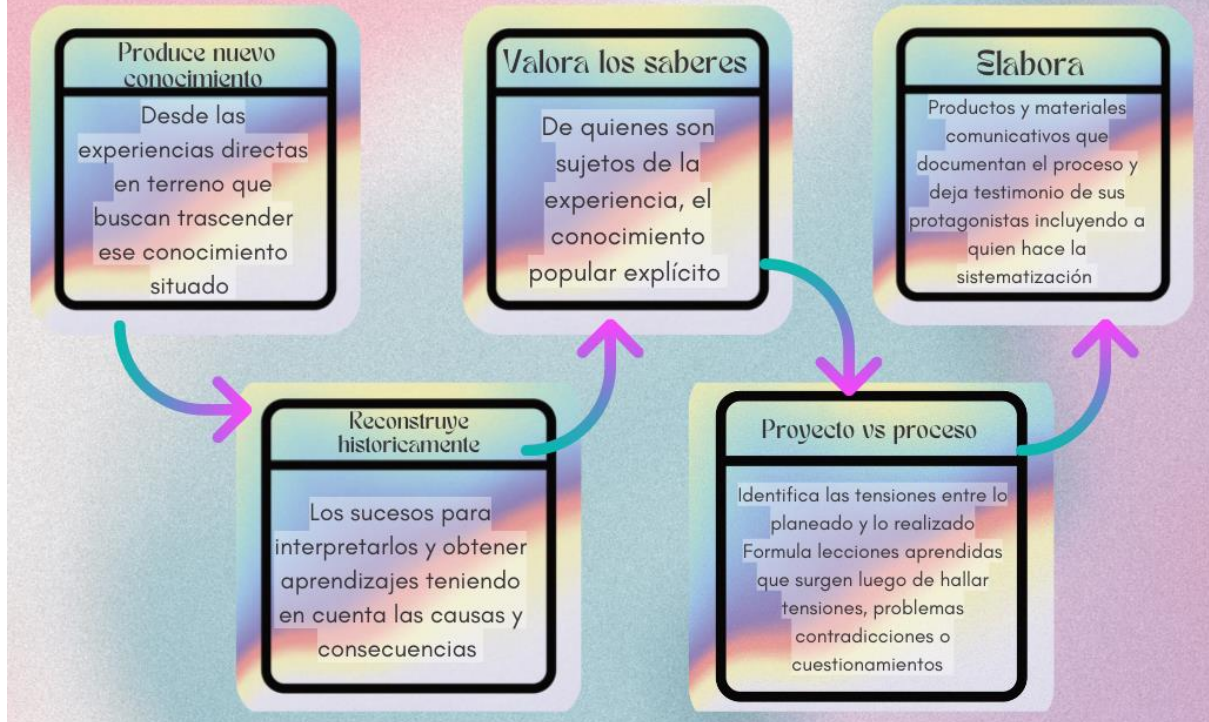 Produce nuevo
conocimiento
Desde las
experiencias directas
en terreno que
buscan trascender
ese conocimiento
situado
Reconstruye
historicamente
Los sucesos para
interpretarlos y obtener
aprendizajes teniendo
en cuenta las causas y
consecuencias
Valora los saberes
De quienes son
sujetos de la
experiencia, el
conocimiento
popular explícito
Proyecto vs proceso
Identifica las tensiones entre lo
planeado y lo realizado
Formula lecciones aprendidas
que surgen luego de hallar
tensiones, problemas
contradicciones o
cuestionamientos
Elabora
Productos y materiales
comunicativos que
documentan el proceso y
deja testimonio de sus
protagonistas incluyendo a
quien hace la
sistematización